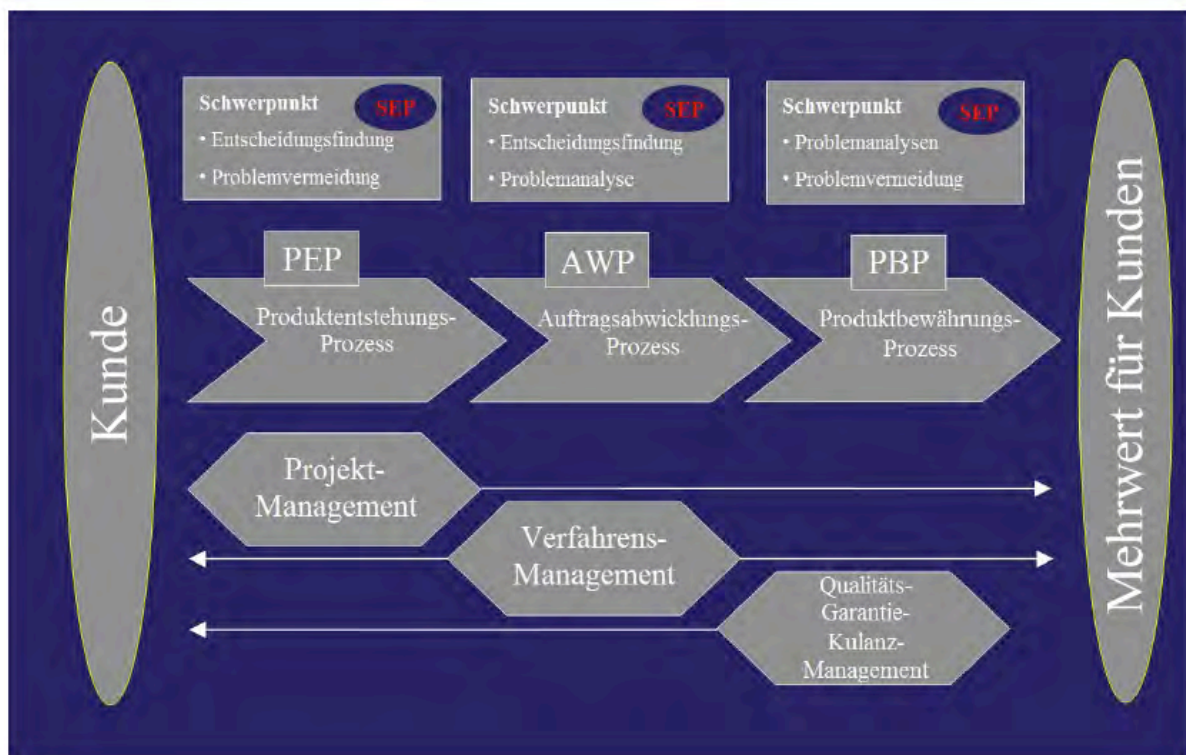 Kunde
Schwerpunkt
SEP
• Entscheidungsfindung
• Problemvermeidung
Schwerpunkt
SEP
• Entscheidungsfindung
• Problemanalyse
Schwerpunkt
SEP
• Problemanalysen
• Problemvermeidung
PEP
Produktentstehungs-
Prozess
AWP
Auftragsabwicklungs-
Prozess
PBP
Produktbewährungs-
Prozess
Projekt-
Management
Verfahrens-
Management
Qualitäts-
Garantie-
Kulanz-
Management
Mehrwert für Kunden